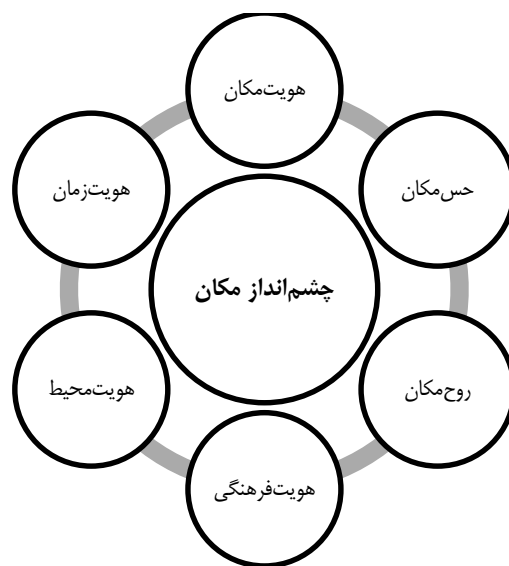 هویت‌مکان
حس‌مکان
هویت‌زمان
چشم‌انداز مکان
روح‌مکان
هویت‌محیط
هویت‌فرهنگی